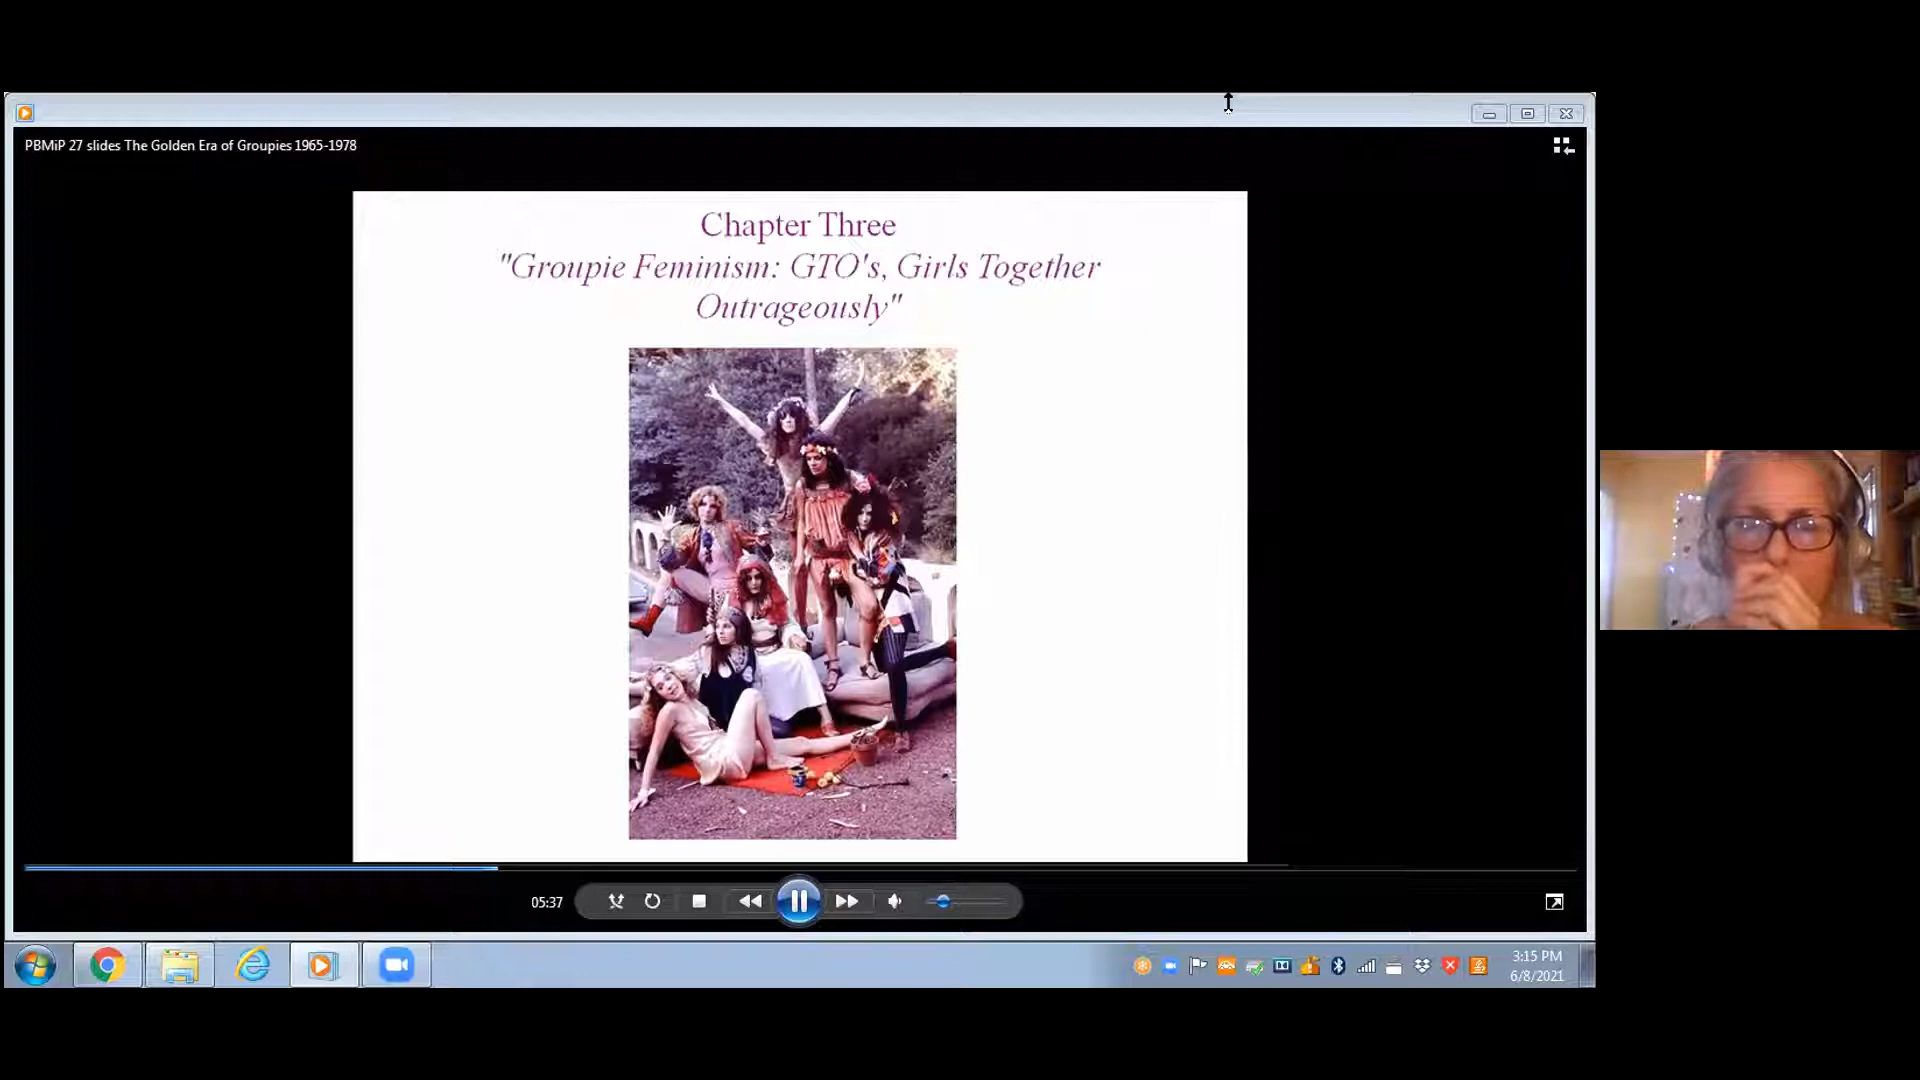 PBMiP 27 slides The Golden Era of Groupies 1965-1978
Chapter Three
"Groupie Feminism: GTO's, Girls Together
Outrageously"
05:37
3:15 PM
6/8/2021